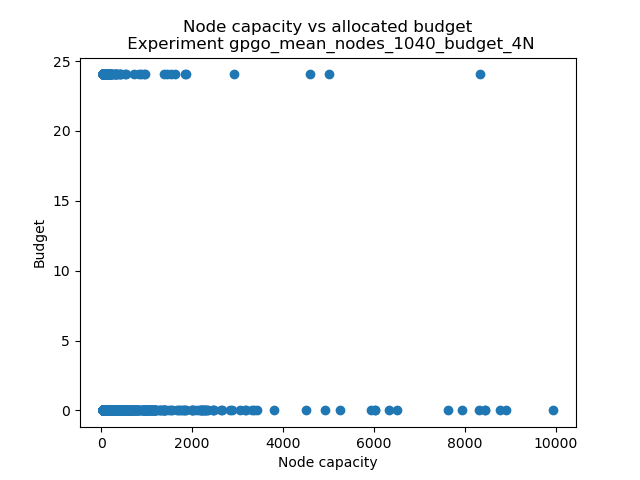 Node capacity vs allocated budget
Experiment gpgo_mean_nodes_1040_budget_4N
25
20
15
10
5
0
Budget
0 2000 4000 6000 8000 10000
Node capacity